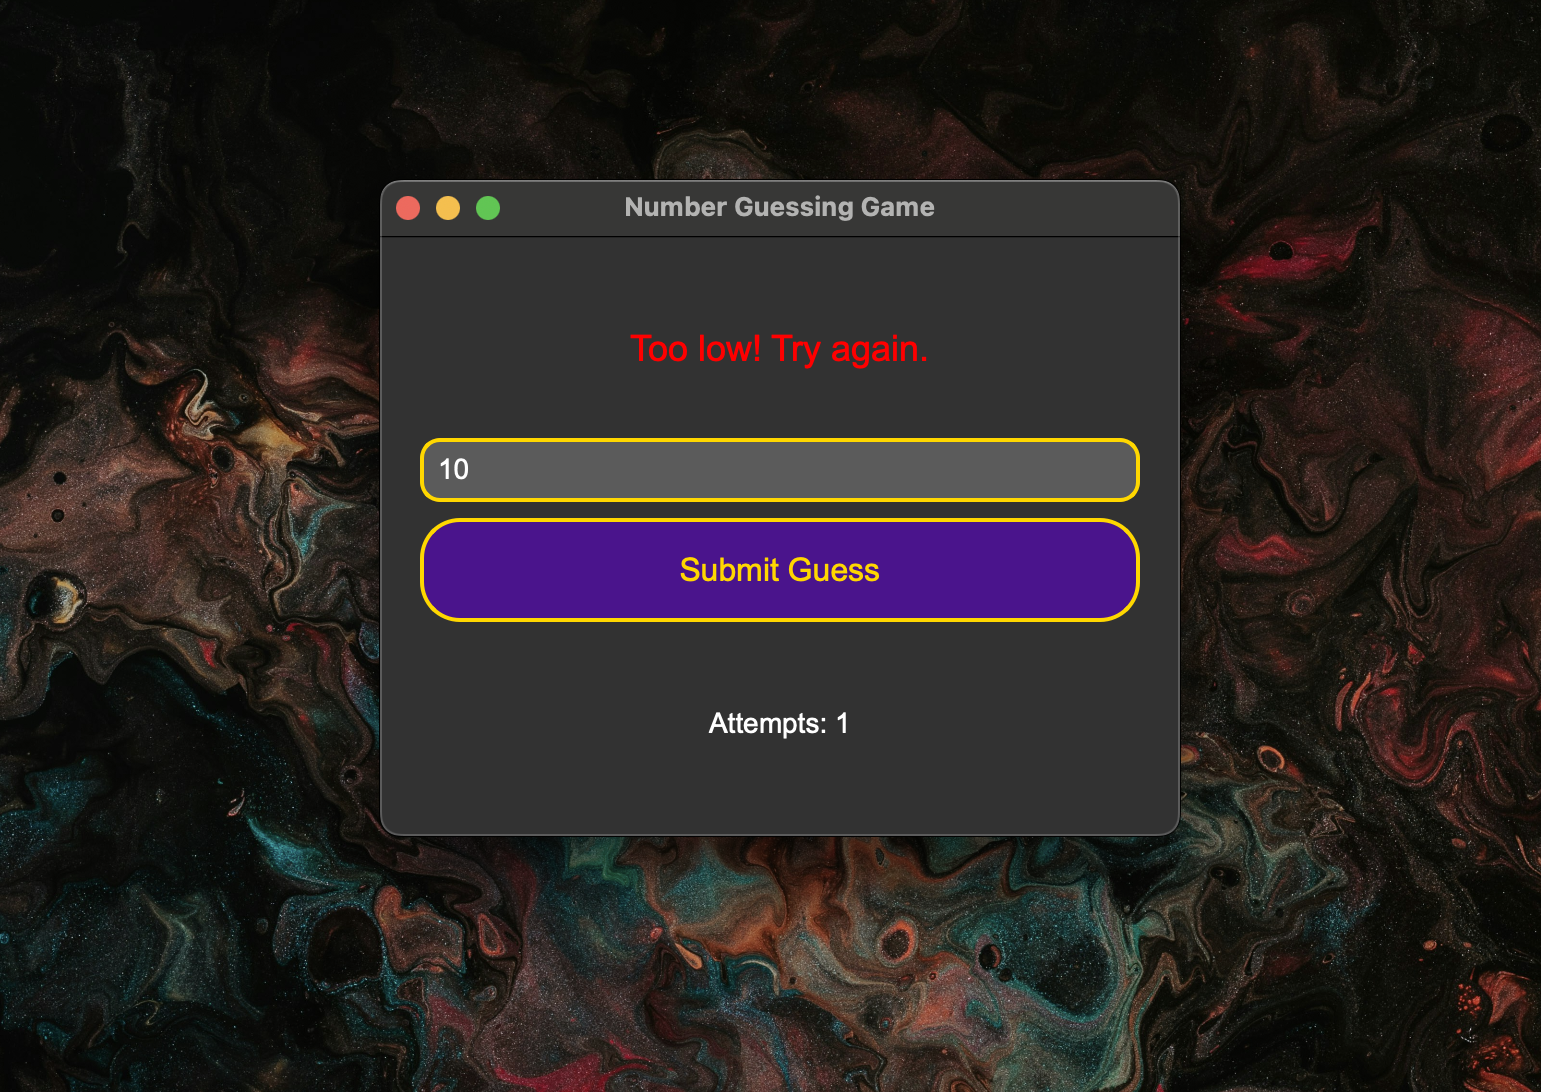 Number Guessing Game
Too low! Try again.
10
Submit Guess
Attempts: 1